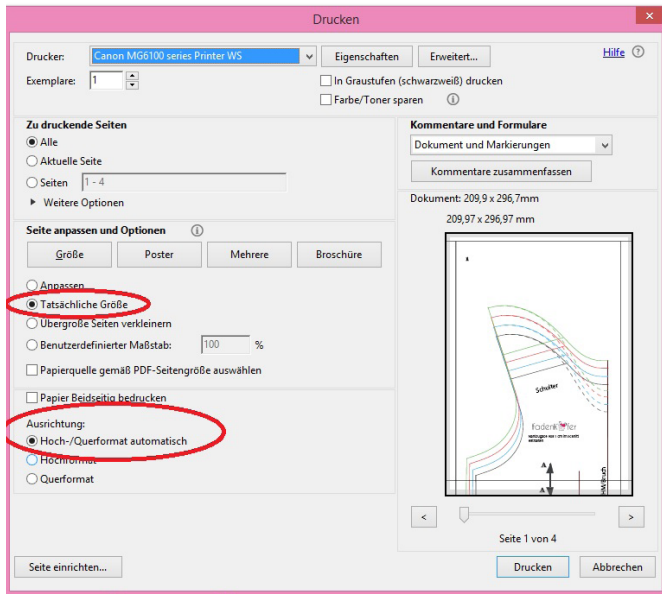 Drucken
Drucker: Canon MG6100 series Printer WS Eigenschaften Erweitert... Hilfe
Exemplare: 1 In Graustufen (schwarzweiß) drucken
Farbe/Toner sparen
Zu druckende Seiten
Alle
Aktuelle Seite
Seiten 1 - 4
Weitere Optionen
Seite anpassen und Optionen
Größe Poster Mehrere Broschüre
Anpassen
Tatsächliche Größe
Übergroße Seiten verkleinern
Benutzerdefinierter Maßstab: 100 %
Papierquelle gemäß PDF-Seitengröße auswählen
Papier Beidseitig bedrucken
Ausrichtung:
Hoch-/Querformat automatisch
Hochformat
Querformat
Kommentare und Formulare
Dokument und Markierungen
Kommentare zusammenfassen
Dokument: 209,9 x 296,7mm
209,97 x 296,97 mm
Schulter
A
A
< >
Seite 1 von 4
Seite einrichten... Drucken Abbrechen